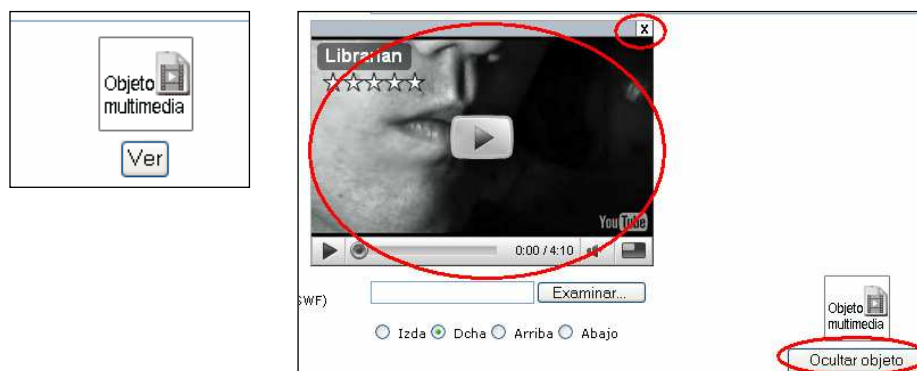 Objeto
multimedia
Ver
X
Librarian
YouTube
0:00 / 4:10
SWF)
Examinar...
Izda Dcha Arriba Abajo
Objeto
multimedia
Ocultar objeto